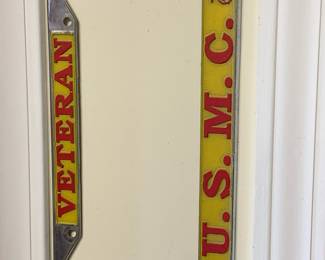 VETERAN
U. S. M. C.